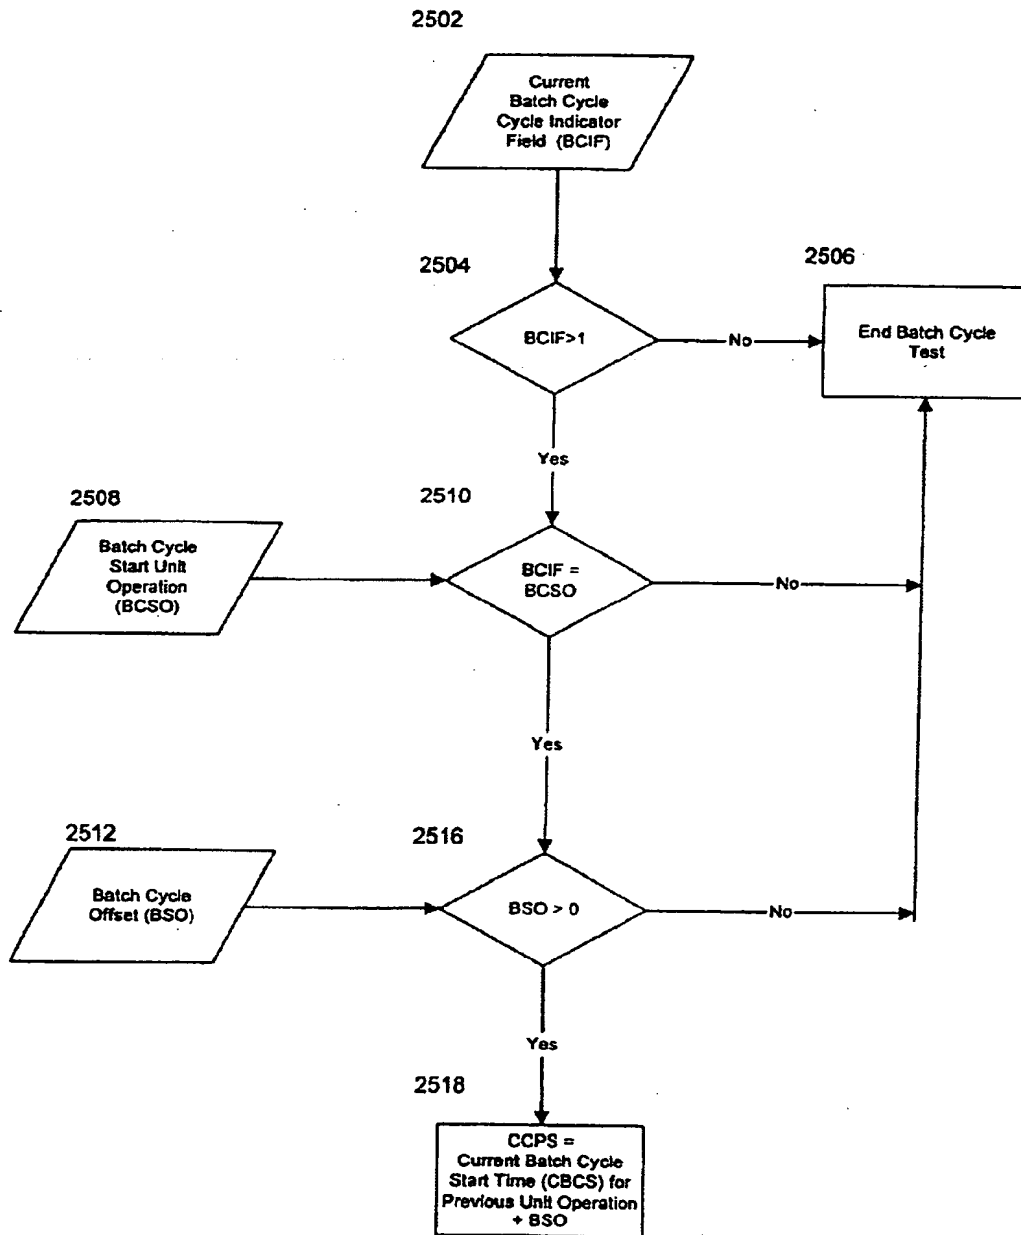 2502
Current
Batch Cycle
Cycle Indicator
Field (BCIF)
2504
2506
BCIF>1
No
End Batch Cycle
Test
Yes
2508
2510
Batch Cycle
Start Unit
Operation
(BCSO)
BCIF =
BCSO
No
Yes
2512
2516
Batch Cycle
Offset (BSO)
BSO > 0
No
Yes
2518
CCPS =
Current Batch Cycle
Start Time (CBCS) for
Previous Unit Operation
+ BSO